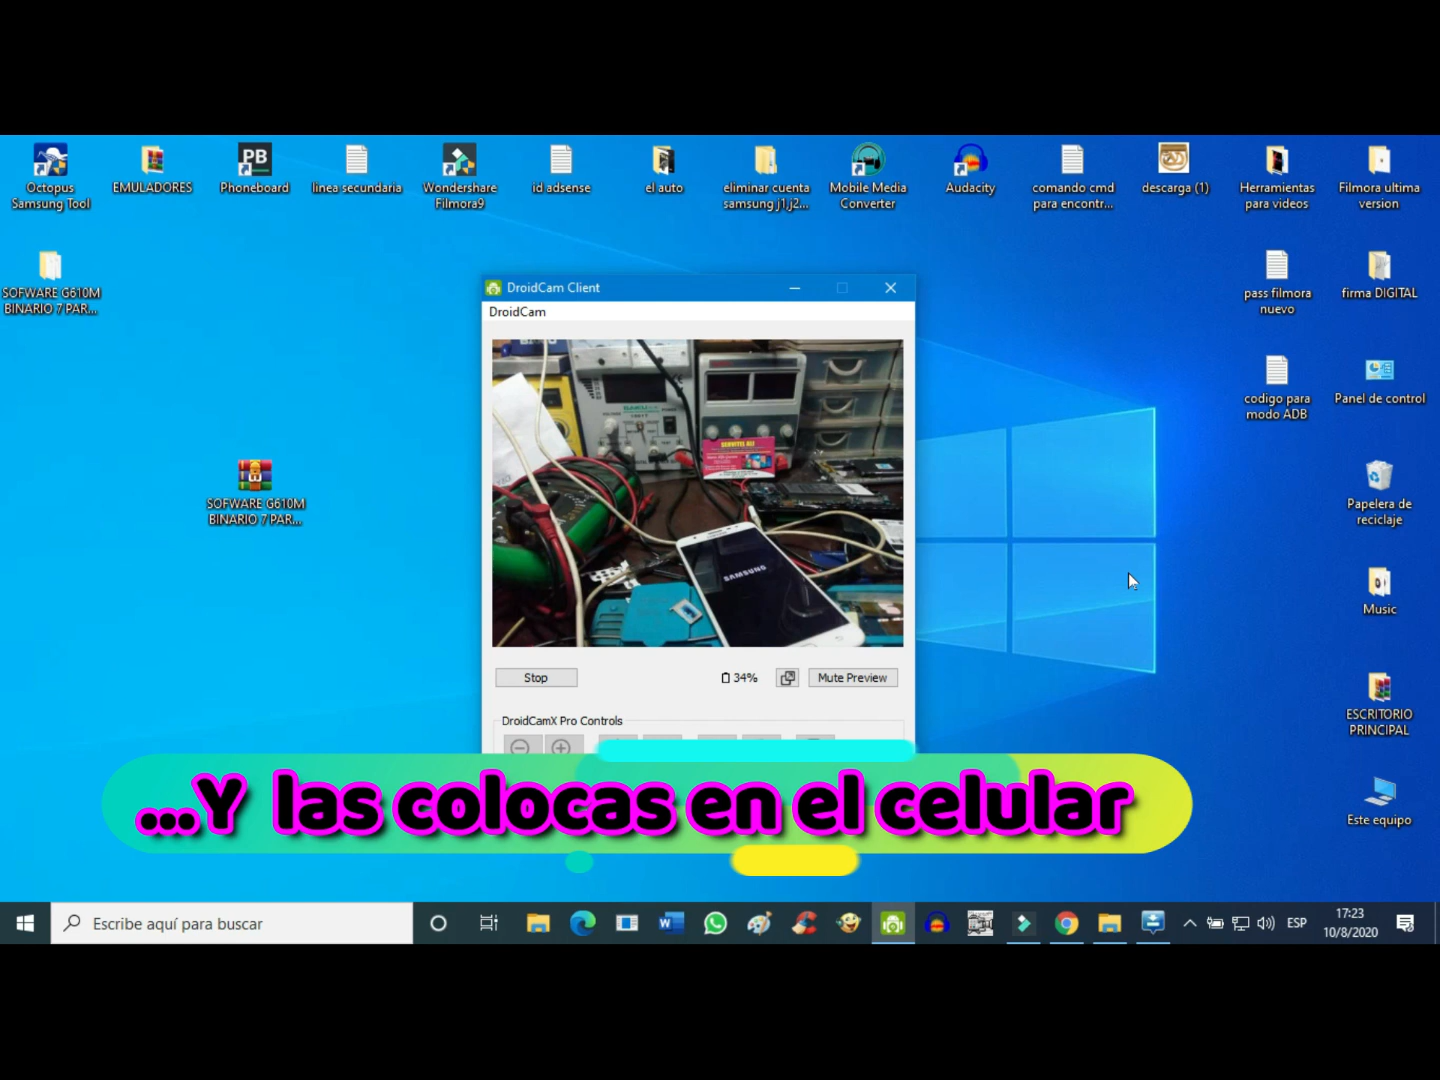 Octopus
Samsung Tool
EMULADORES
PB
Phoneboard
linea secundaria
Wondershare
Filmora9
id adsense
el auto
eliminar cuenta
samsung j1,j2...
Mobile Media
Converter
Audacity
comando cmd
para encontr...
descarga (1)
Herramientas
para videos
Filmora ultima
version
SOFWARE G610M
BINARIO 7 PAR...
pass filmora
nuevo
firma DIGITAL
codigo para
modo ADB
Panel de control
SOFWARE G610M
BINARIO 7 PAR...
Papelera de
reciclaje
Music
ESCRITORIO
PRINCIPAL
Este equipo
DroidCam Client
DroidCam
SERVITEL ALI
SAMSUNG
Stop
34%
Mute Preview
DroidCamX Pro Controls
...Y las colocas en el celular
Escribe aquí para buscar
ESP
17:23
10/8/2020